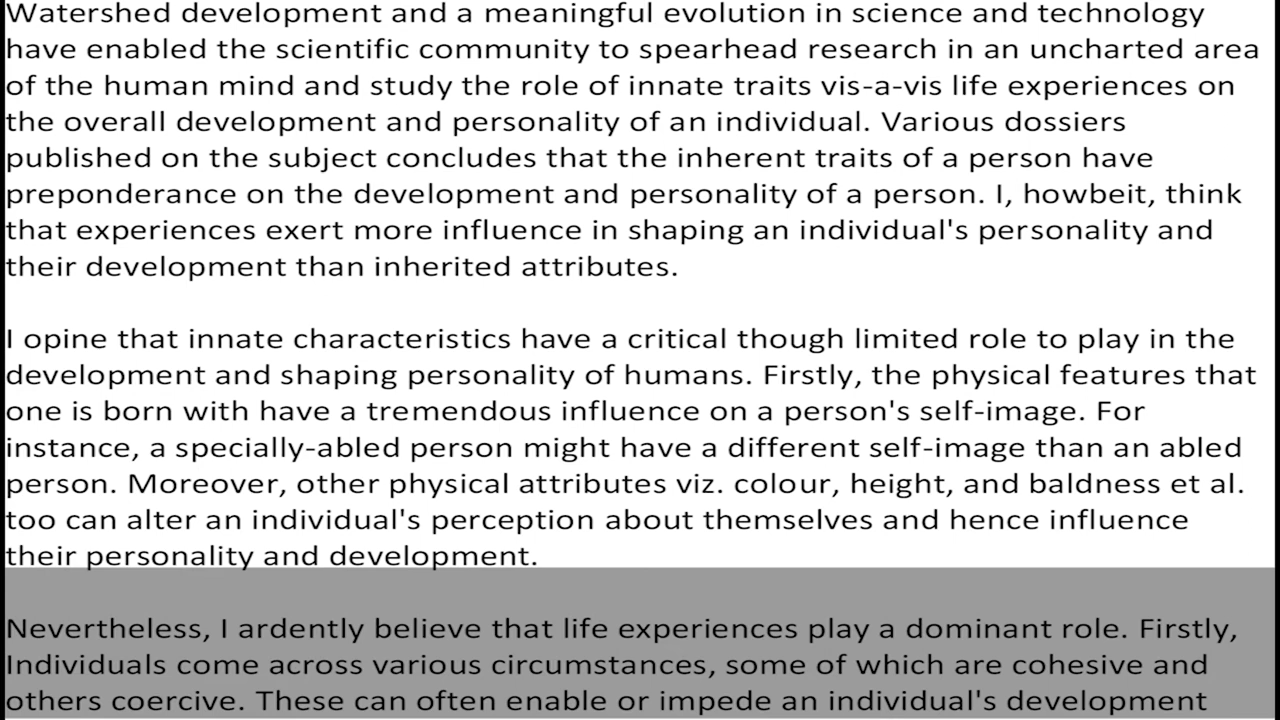 Watershed development and a meaningful evolution in science and technology
have enabled the scientific community to spearhead research in an uncharted area
of the human mind and study the role of innate traits vis-a-vis life experiences on
the overall development and personality of an individual. Various dossiers
published on the subject concludes that the inherent traits of a person have
preponderance on the development and personality of a person. I, howbeit, think
that experiences exert more influence in shaping an individual's personality and
their development than inherited attributes.
I opine that innate characteristics have a critical though limited role to play in the
development and shaping personality of humans. Firstly, the physical features that
one is born with have a tremendous influence on a person's self-image. For
instance, a specially-abled person might have a different self-image than an abled
person. Moreover, other physical attributes viz. colour, height, and baldness et al.
too can alter an individual's perception about themselves and hence influence
their personality and development.
Nevertheless, I ardently believe that life experiences play a dominant role. Firstly,
Individuals come across various circumstances, some of which are cohesive and
others coercive. These can often enable or impede an individual's development